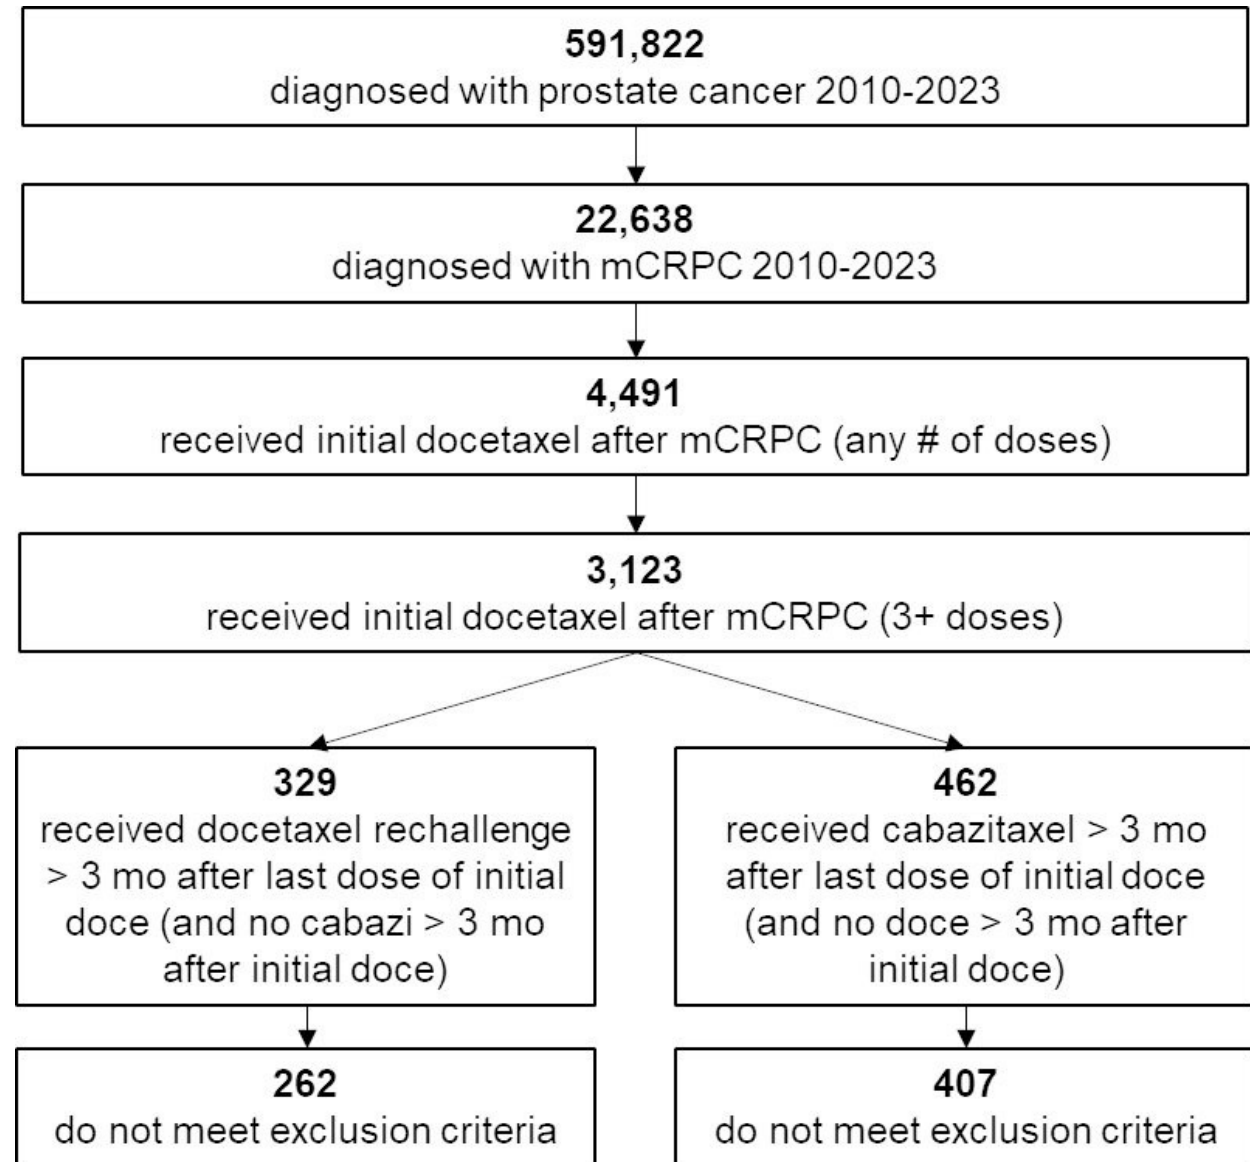 591,822
diagnosed with prostate cancer 2010-2023
22,638
diagnosed with mCRPC 2010-2023
4,491
received initial docetaxel after mCRPC (any # of doses)
3,123
received initial docetaxel after mCRPC (3+ doses)
329
received docetaxel rechallenge
> 3 mo after last dose of initial
doce (and no cabazi > 3 mo
after initial doce)
462
received cabazitaxel > 3 mo
after last dose of initial doce
(and no doce > 3 mo after
initial doce)
262
do not meet exclusion criteria
407
do not meet exclusion criteria